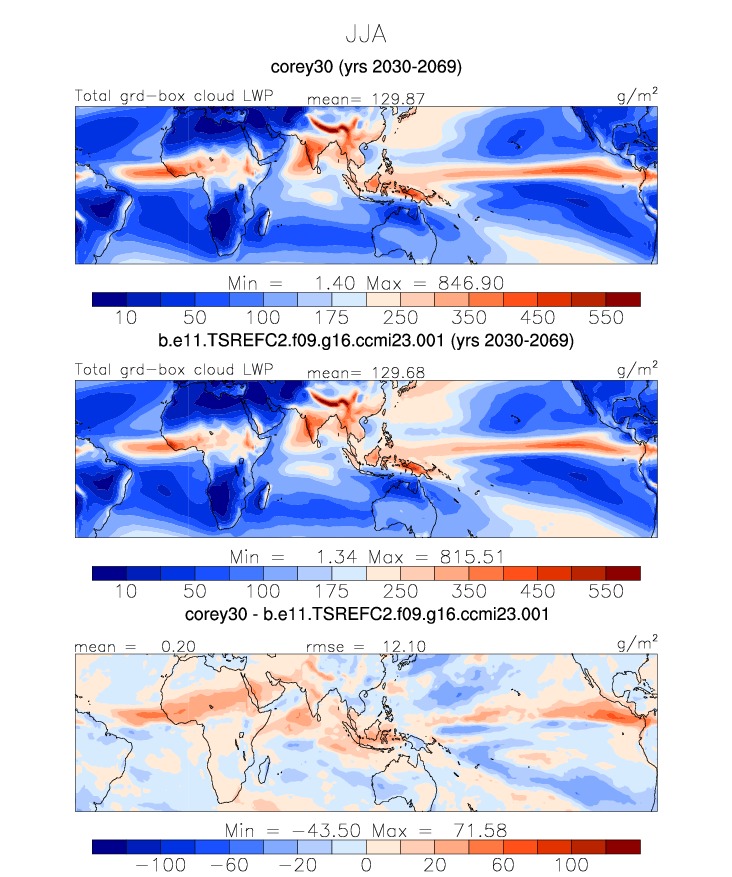 JJA
corey30 (yrs 2030-2069)
Total grd-box cloud LWP mean= 129.87 g/m²
Min = 1.40 Max = 846.90
10 50 100 175 250 350 450 550
b.e11.TSREFC2.f09.g16.ccmi23.001 (yrs 2030-2069)
Total grd-box cloud LWP mean= 129.68 g/m²
Min = 1.34 Max = 815.51
10 50 100 175 250 350 450 550
corey30 - b.e11.TSREFC2.f09.g16.ccmi23.001
mean = 0.20 rmse = 12.10 g/m²
Min = -43.50 Max = 71.58
-100 -60 -20 0 20 60 100